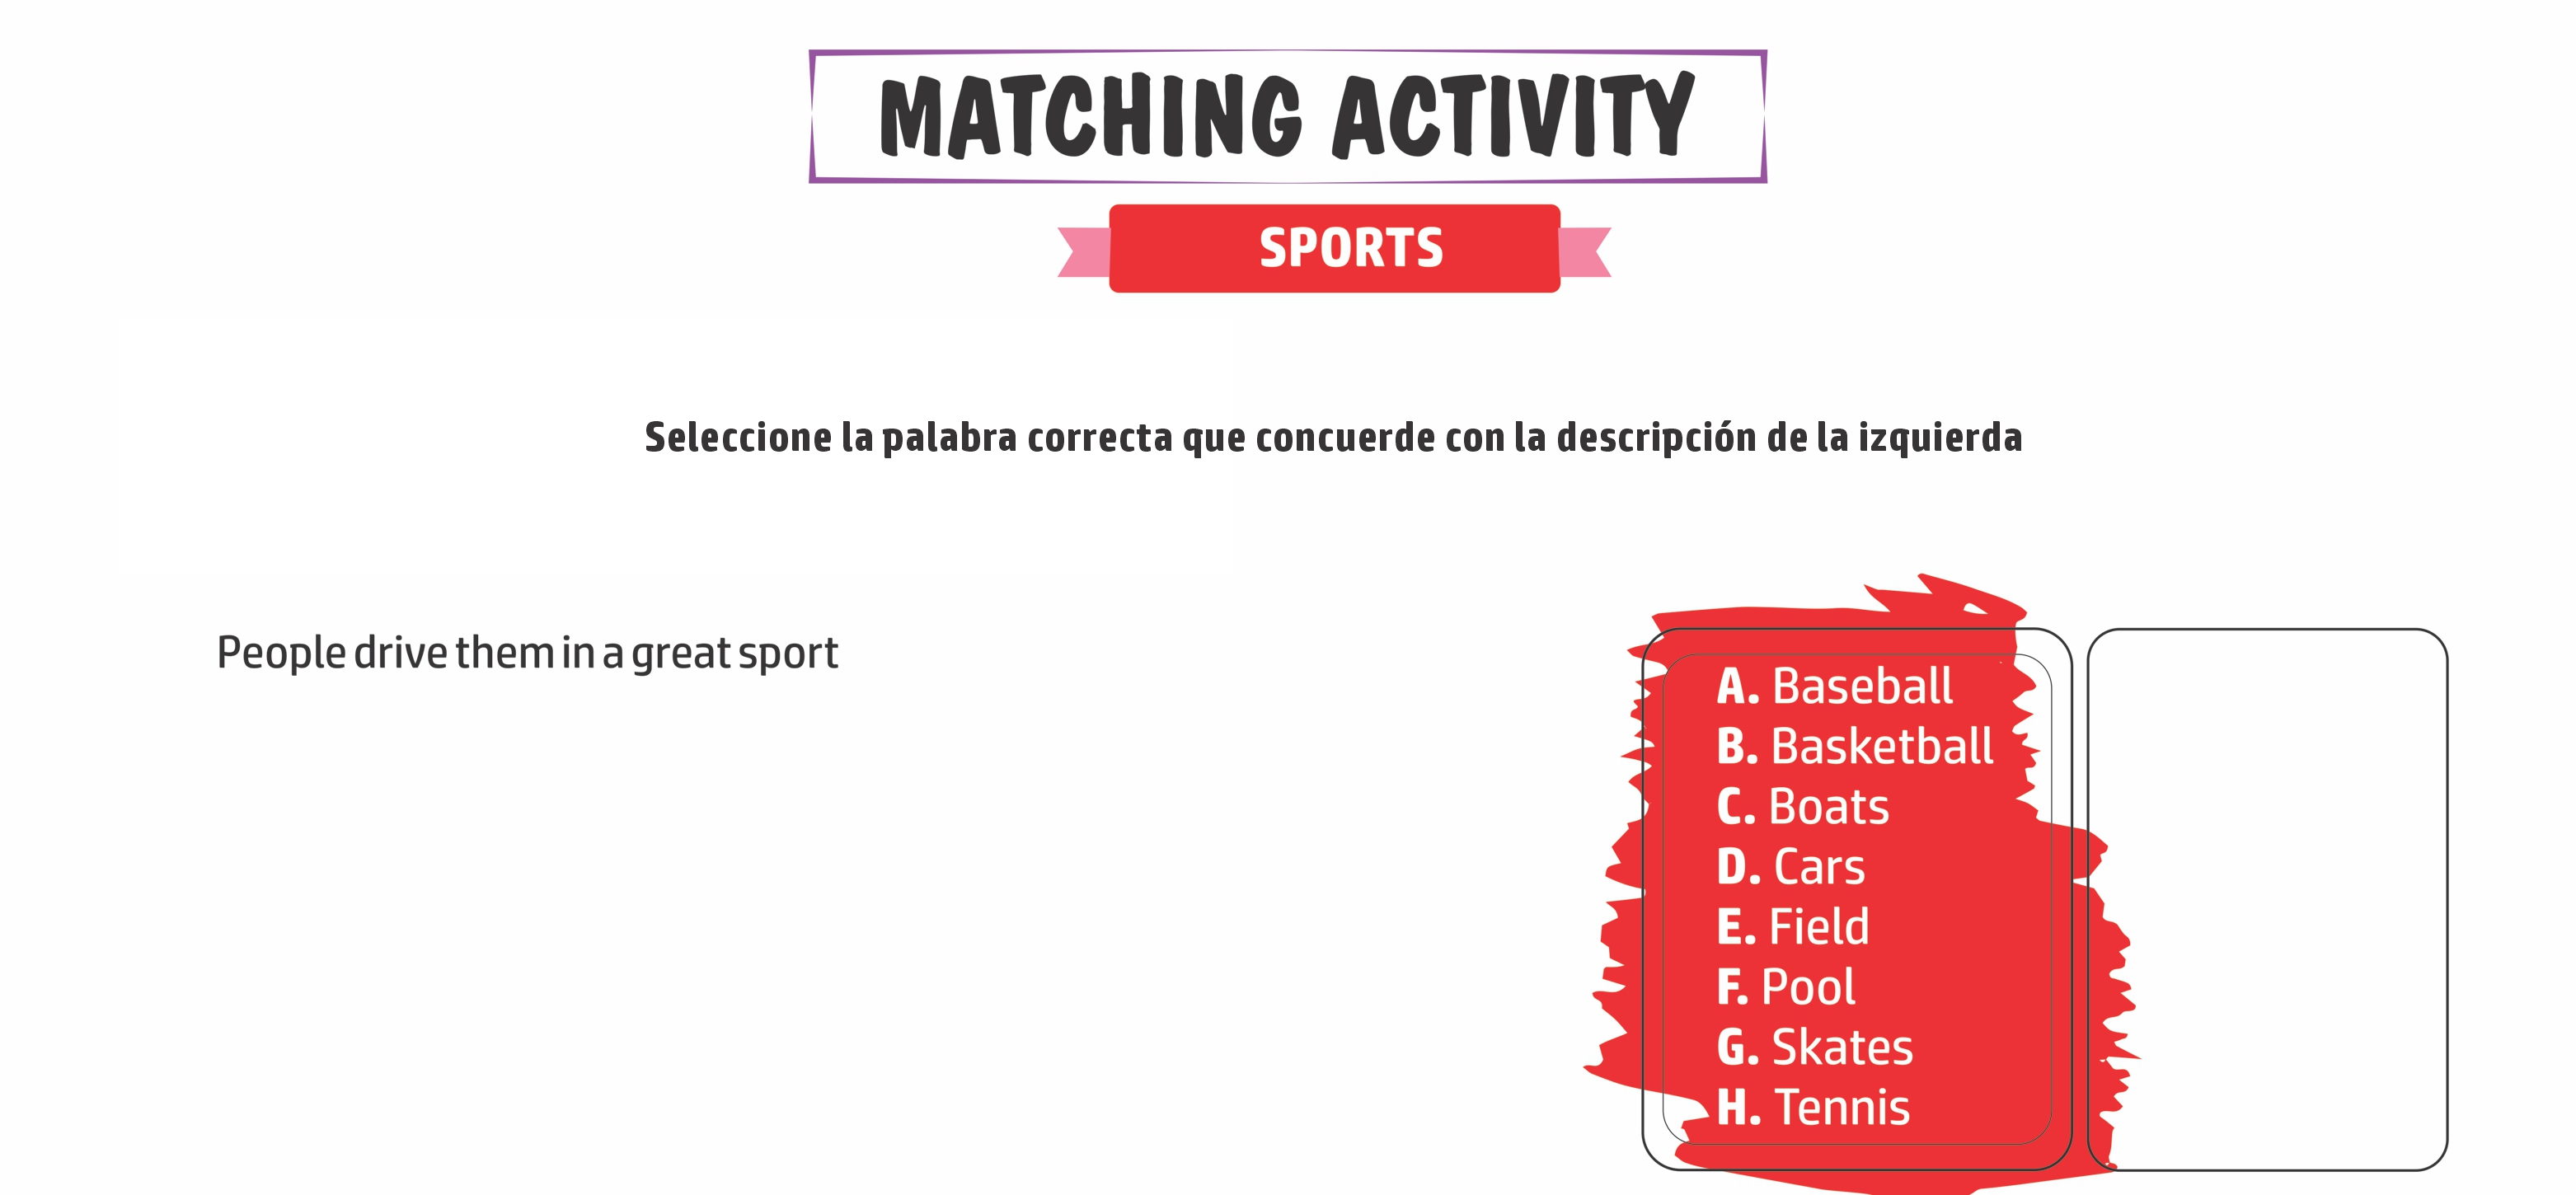 MATCHING ACTIVITY
SPORTS
Seleccione la palabra correcta que concuerde con la descripción de la izquierda
People drive them in a great sport
A. Baseball
B. Basketball
C. Boats
D. Cars
E. Field
F. Pool
G. Skates
H. Tennis